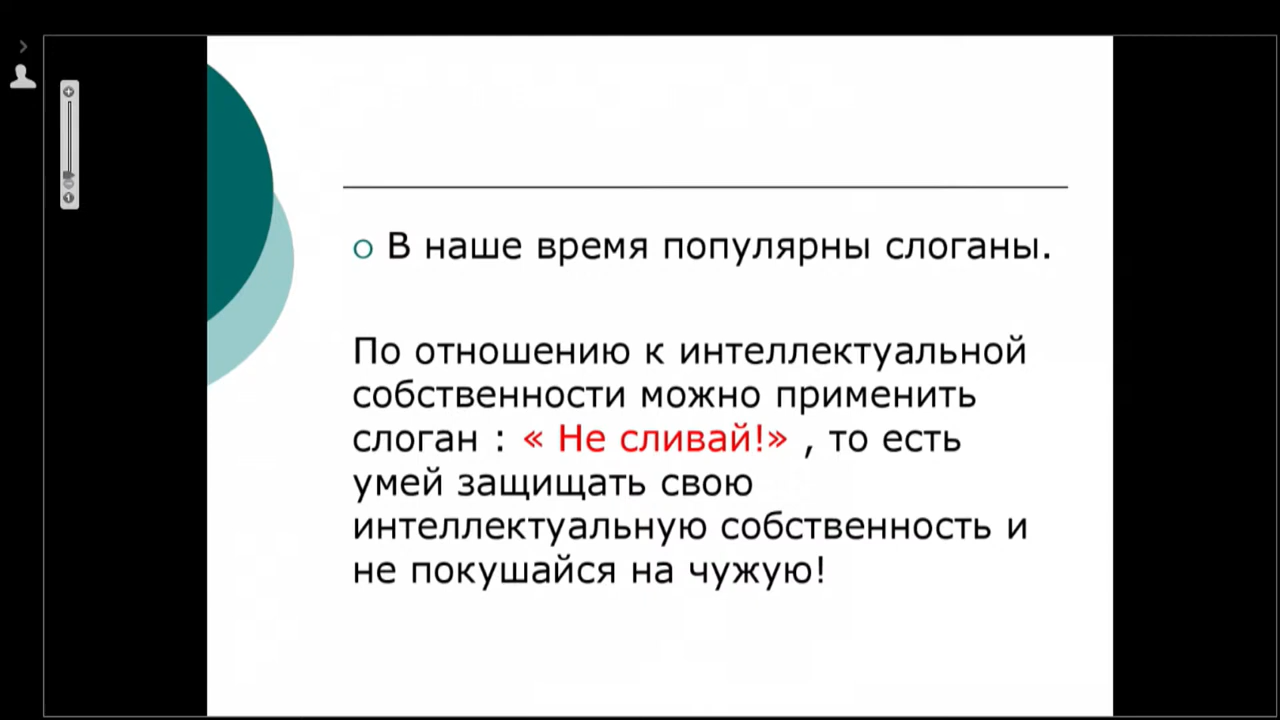 В наше время популярны слоганы.
По отношению к интеллектуальной
собственности можно применить
слоган : « Не сливай!» , то есть
умей защищать свою
интеллектуальную собственность и
не покушайся на чужую!